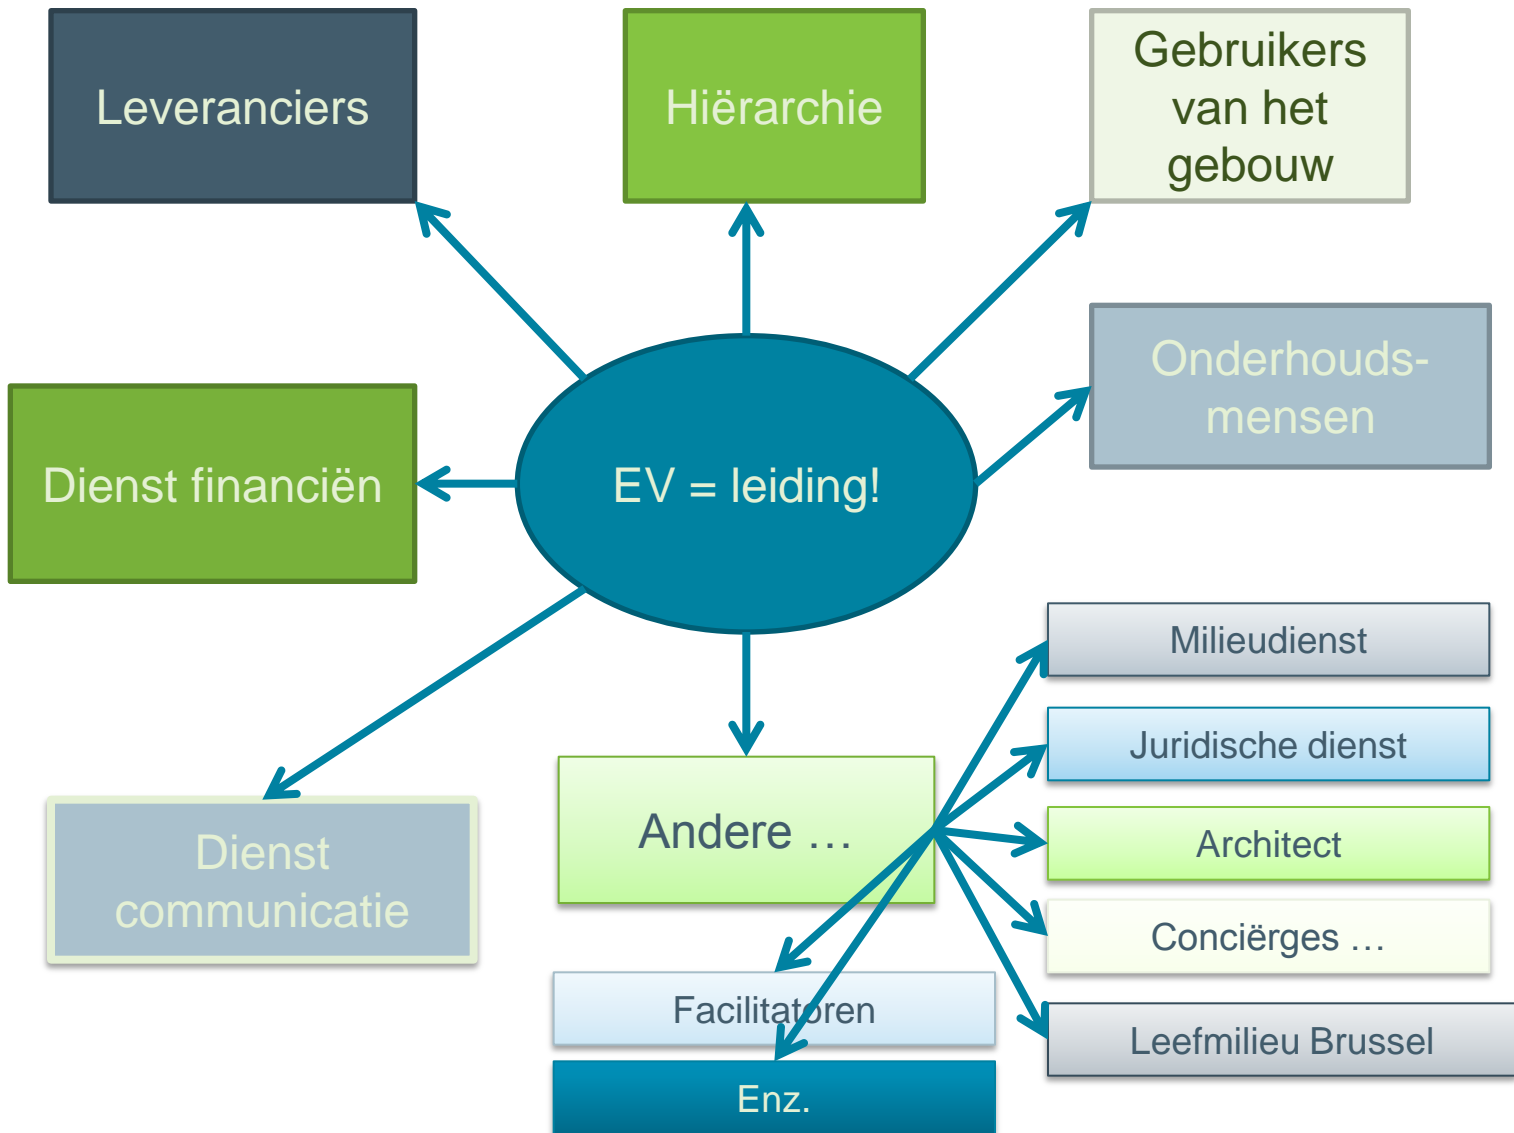 Leveranciers
Hiërarchie
Gebruikers
van het
gebouw
Onderhouds-
mensen
Dienst financiën
EV = leiding!
Milieudienst
Juridische dienst
Andere …
Architect
Dienst
communicatie
Conciërges …
Facilitatoren
Leefmilieu Brussel
Enz.